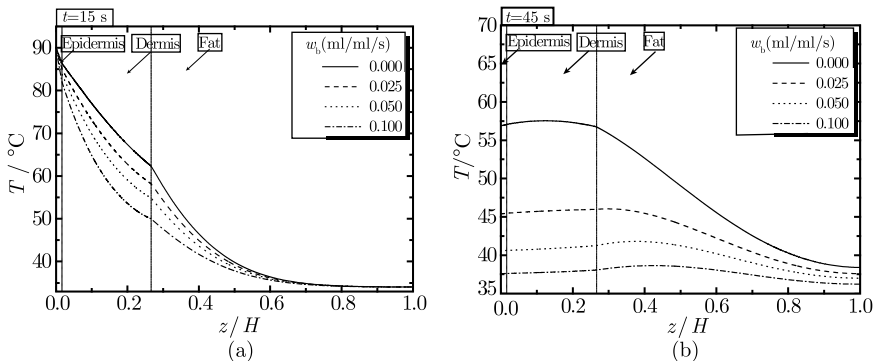 t=15 s
Epidermis
Dermis
Fat
w_b(ml/ml/s)
0.000
0.025
0.050
0.100
90
80
70
60
50
40
T / °C
0.0
0.2
0.4
0.6
0.8
1.0
z/H
(a)
t=45 s
Epidermis
Dermis
Fat
w_b(ml/ml/s)
0.000
0.025
0.050
0.100
70
65
60
55
50
45
40
35
T/°C
0.0
0.2
0.4
0.6
0.8
1.0
z/H
(b)